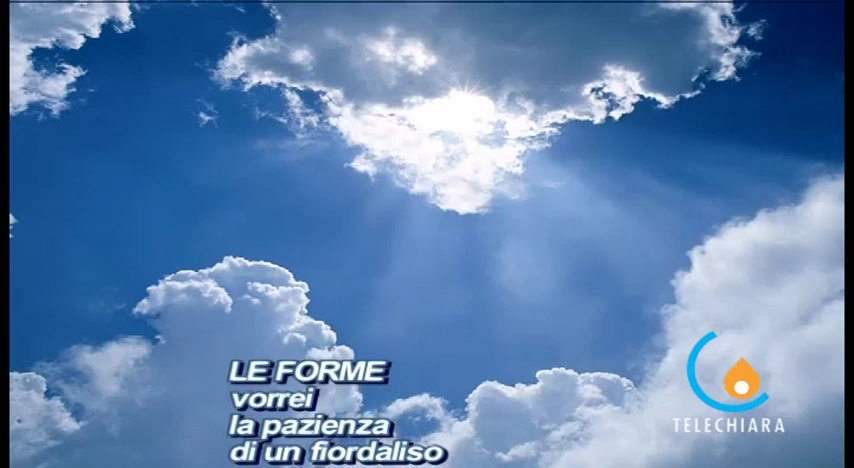 LE FORME
vorrei
la pazienza
di un fiordaliso
TELECHIARA